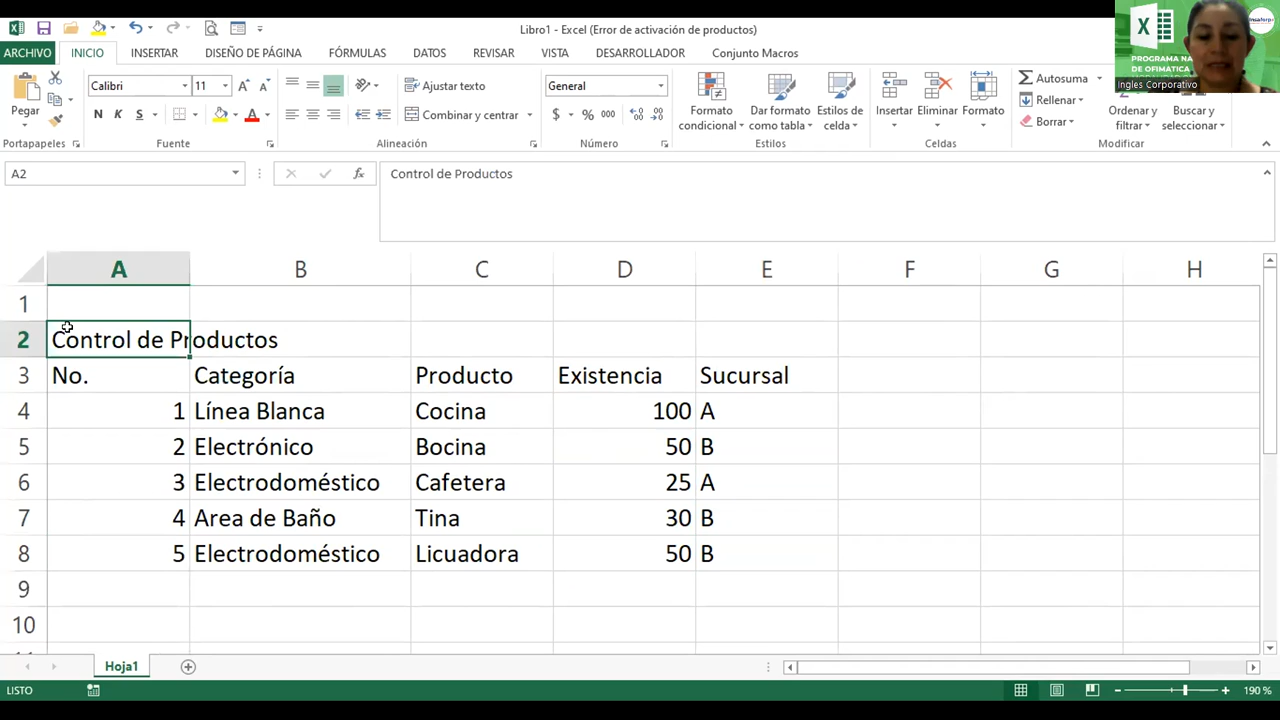 Libro1 - Excel (Error de activación de productos)
ARCHIVO INICIO INSERTAR DISEÑO DE PÁGINA FÓRMULAS DATOS REVISAR VISTA DESARROLLADOR Conjunto Macros
Pegar
Portapapeles
Calibri 11
N K S
Fuente
Ajustar texto
Combinar y centrar
Alineación
General
$ % 000
Número
Formato condicional
Dar formato como tabla
Estilos de celda
Estilos
Insertar
Eliminar
Formato
Celdas
Autosuma
Rellenar
Borrar
Ordenar y filtrar
Buscar y seleccionar
Modificar
PROGRAMA NA
DE OFIMÁTICA
Ingles Corporativo
A2 fx Control de Productos
A B C D E F G H
1
2 Control de Productos
3 No. Categoría Producto Existencia Sucursal
4 1 Línea Blanca Cocina 100 A
5 2 Electrónico Bocina 50 B
6 3 Electrodoméstico Cafetera 25 A
7 4 Area de Baño Tina 30 B
8 5 Electrodoméstico Licuadora 50 B
9
10
Hoja1
LISTO 190 %